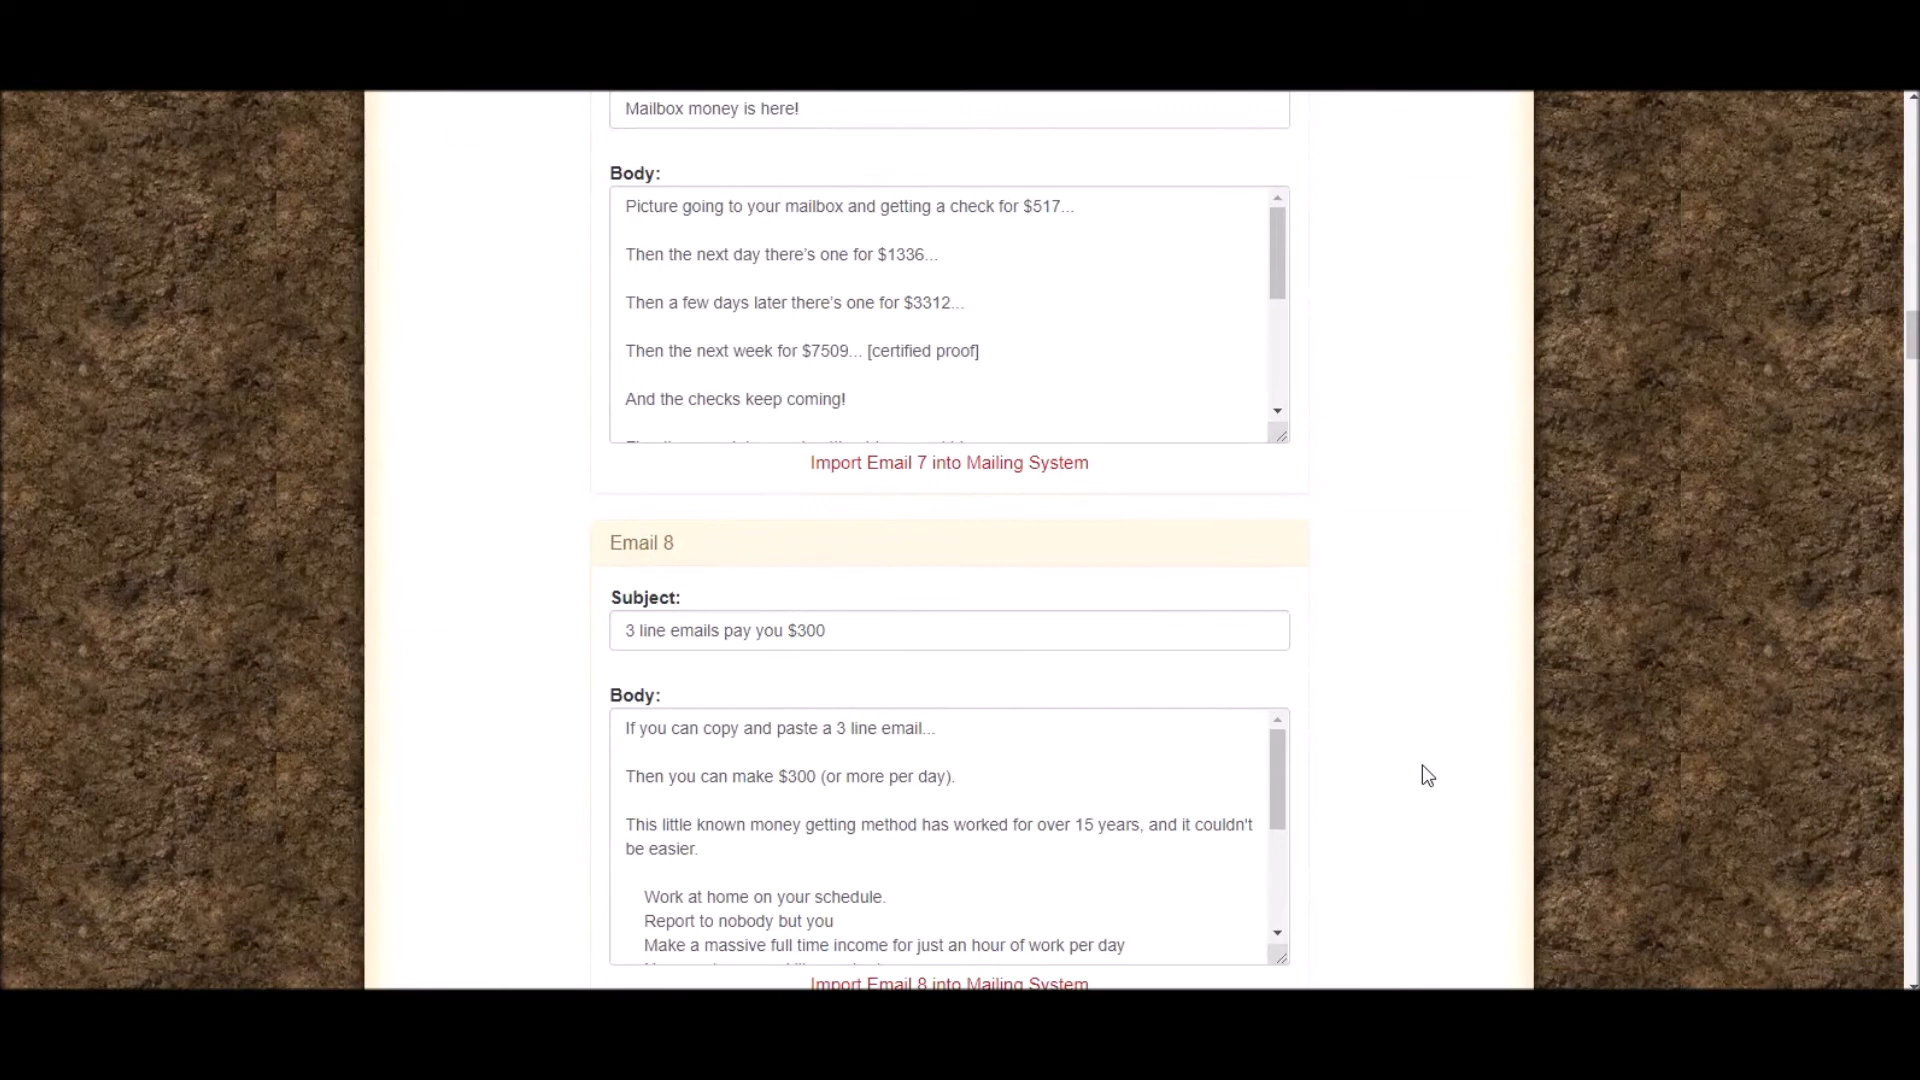 Mailbox money is here!
Body:
Picture going to your mailbox and getting a check for $517...
Then the next day there's one for $1336...
Then a few days later there's one for $3312...
Then the next week for $7509... [certified proof]
And the checks keep coming!
Import Email 7 into Mailing System
Email 8
Subject:
3 line emails pay you $300
Body:
If you can copy and paste a 3 line email...
Then you can make $300 (or more per day).
This little known money getting method has worked for over 15 years, and it couldn't
be easier.
Work at home on your schedule.
Report to nobody but you
Make a massive full time income for just an hour of work per day
Import Email 8 into Mailing System